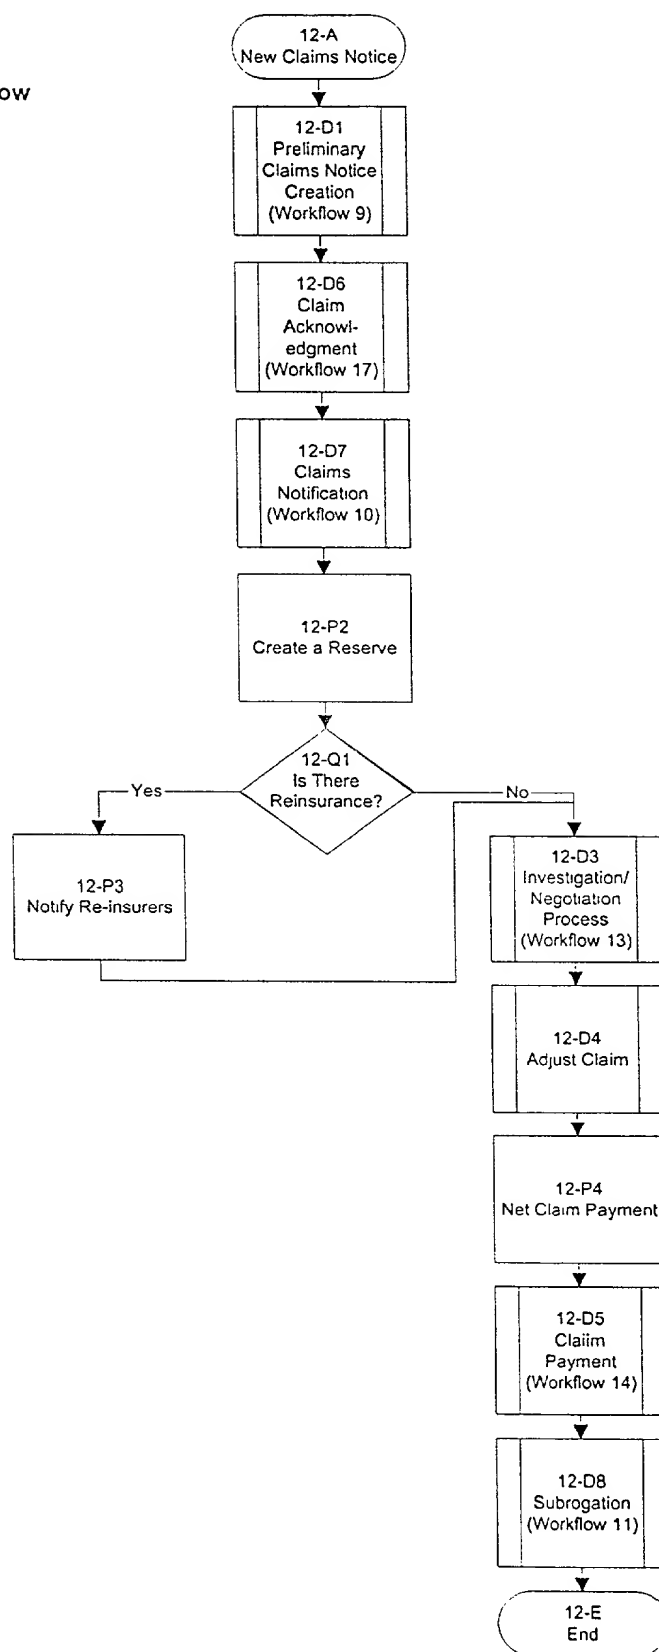 ow
12-A
New Claims Notice
12-D1
Preliminary
Claims Notice
Creation
(Workflow 9)
12-D6
Claim
Acknowl-
edgment
(Workflow 17)
12-D7
Claims
Notification
(Workflow 10)
12-P2
Create a Reserve
12-Q1
Is There
Reinsurance?
Yes
No
12-P3
Notify Re-insurers
12-D3
Investigation/
Negotiation
Process
(Workflow 13)
12-D4
Adjust Claim
12-P4
Net Claim Payment
12-D5
Claiim
Payment
(Workflow 14)
12-D8
Subrogation
(Workflow 11)
12-E
End